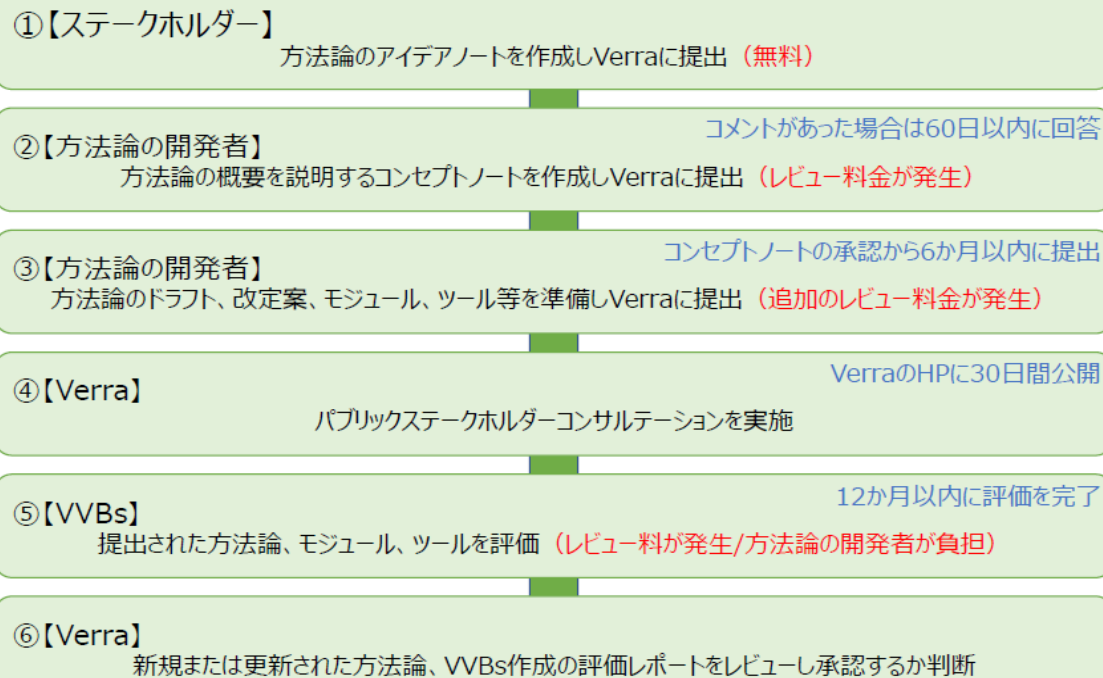 ①【ステークホルダー】
方法論のアイデアノートを作成しVerraに提出（無料）
コメントがあった場合は60日以内に回答
②【方法論の開発者】
方法論の概要を説明するコンセプトノートを作成しVerraに提出（レビュー料金が発生）
コンセプトノートの承認から6か月以内に提出
③【方法論の開発者】
方法論のドラフト、改定案、モジュール、ツール等を準備しVerraに提出（追加のレビュー料金が発生）
VerraのHPに30日間公開
④【Verra】
パブリックステークホルダーコンサルテーションを実施
12か月以内に評価を完了
⑤【VVBs】
提出された方法論、モジュール、ツールを評価（レビュー料が発生/方法論の開発者が負担）
⑥【Verra】
新規または更新された方法論、VVBs作成の評価レポートをレビューし承認するか判断